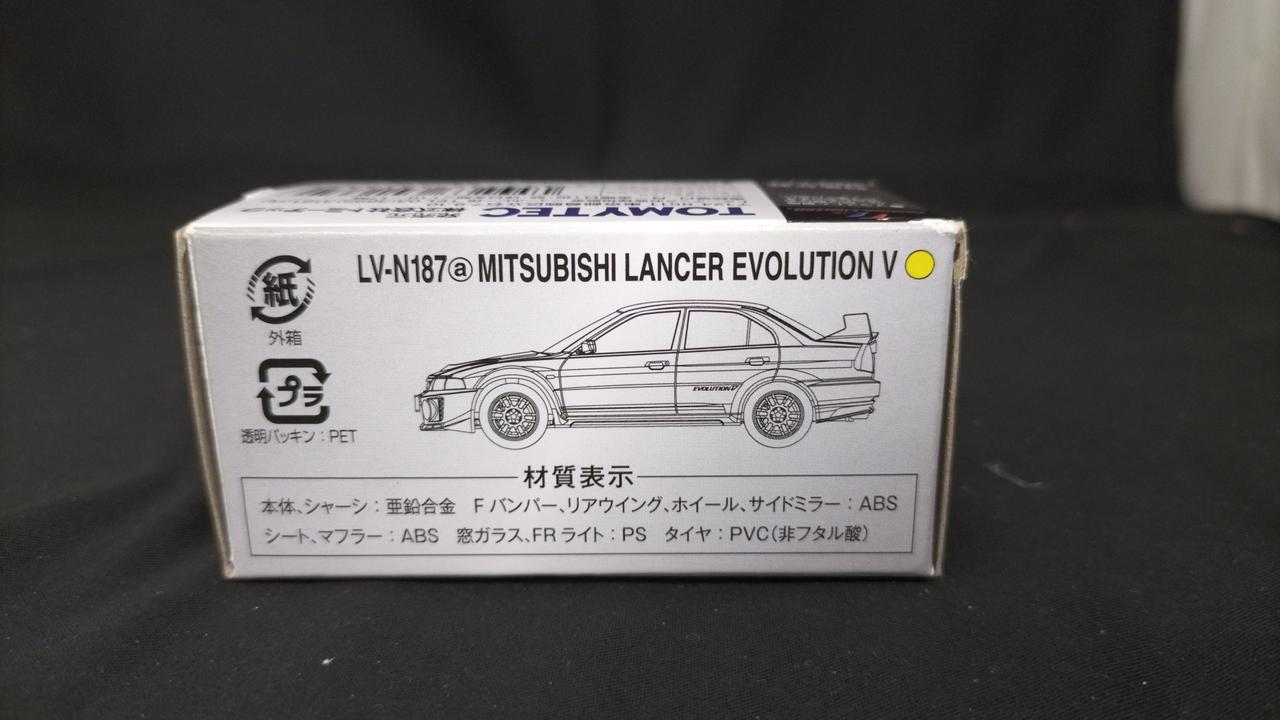 TOMYTEC
LV-N187ⓐ MITSUBISHI LANCER EVOLUTION V
紙
外箱
プラ
透明パッキン：PET
EVOLUTION V
材質表示
本体、シャーシ：亜鉛合金 Fバンパー、リアウイング、ホイール、サイドミラー：ABS
シート、マフラー：ABS 窓ガラス、FRライト：PS タイヤ：PVC（非フタル酸）